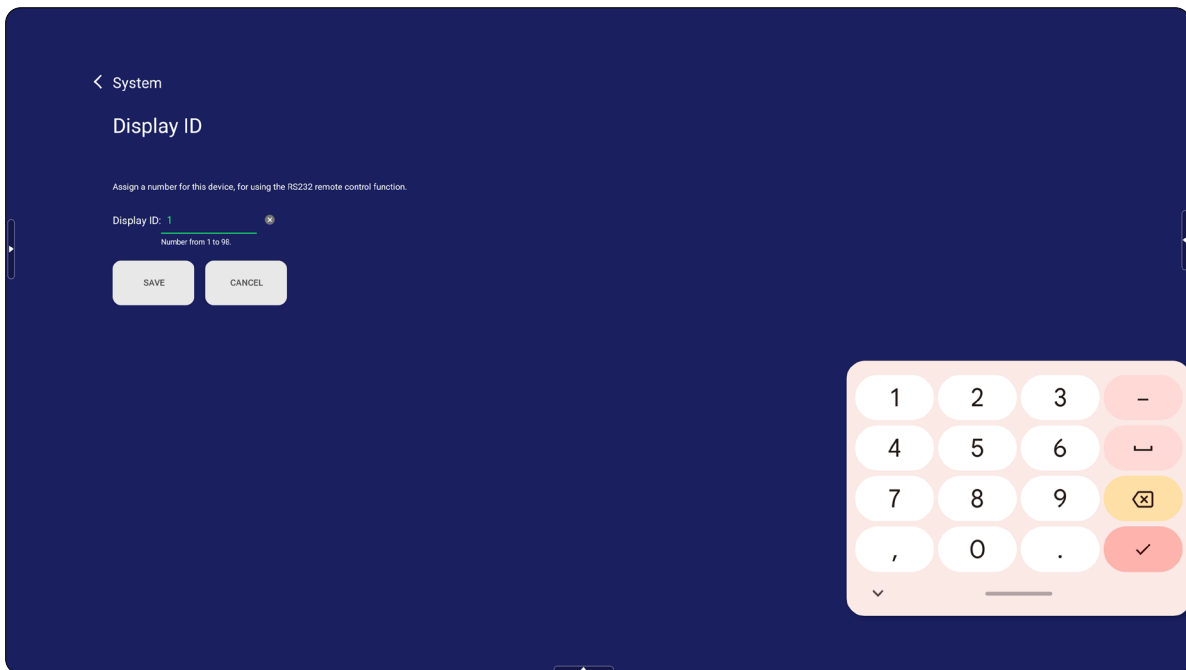 System
Display ID
Assign a number for this device, for using the RS232 remote control function.
Display ID: 1
Number from 1 to 98.
SAVE CANCEL
1 2 3 –
4 5 6
7 8 9
, 0 .